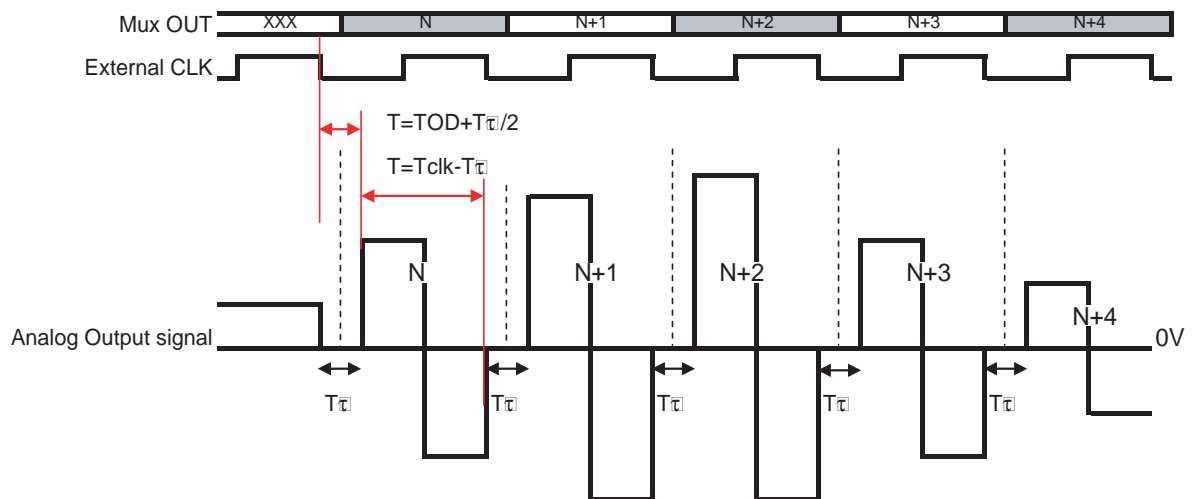 Mux OUT XXX N N+1 N+2 N+3 N+4
External CLK
T=TOD+Tτ/2
T=Tclk-Tτ
N N+1 N+2 N+3
N+4
Analog Output signal 0V
Tτ Tτ Tτ Tτ Tτ